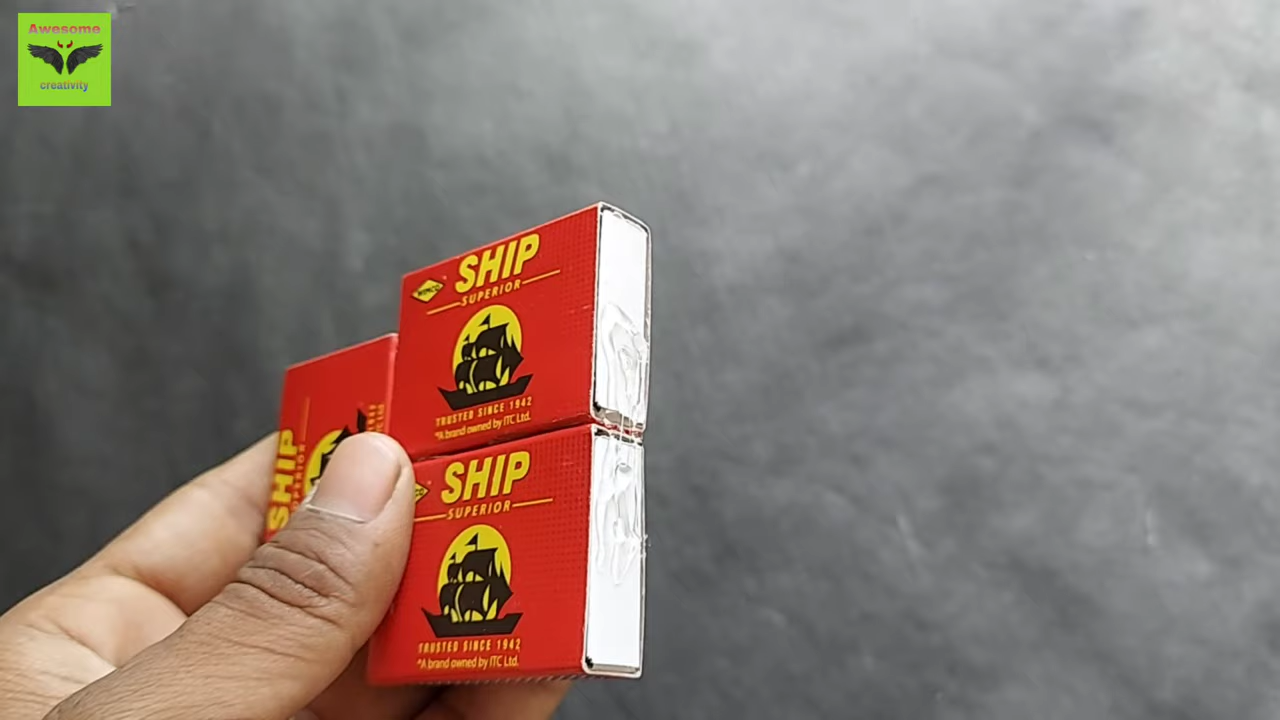 Awesome
creativity
SHIP
SUPERIOR
TRUSTED SINCE 1942
*A brand owned by ITC Ltd.
SHIP
SUPERIOR
TRUSTED SINCE 1942
*A brand owned by ITC Ltd.
SHIP